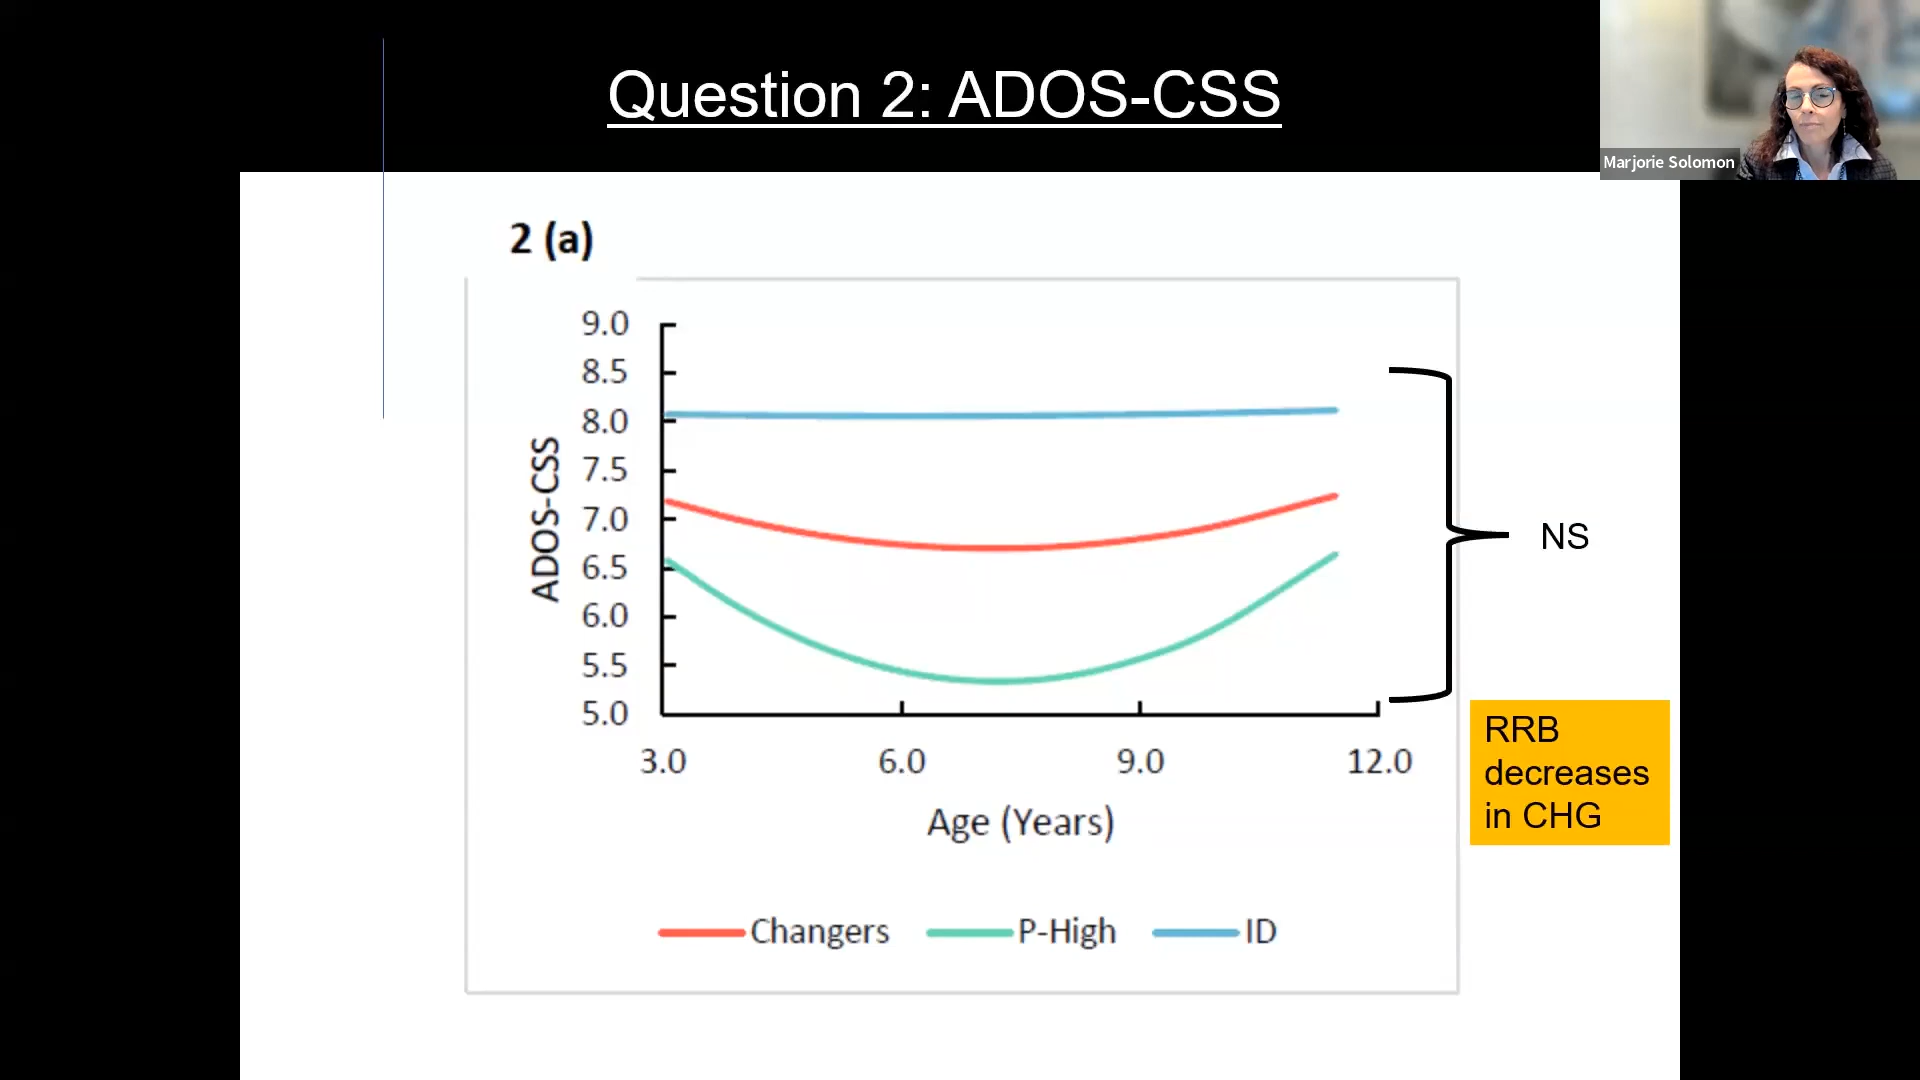 Question 2: ADOS-CSS
Marjorie Solomon
2 (a)
9.0
8.5
8.0
7.5
7.0
6.5
6.0
5.5
5.0
ADOS-CSS
3.0 6.0 9.0 12.0
Age (Years)
Changers P-High ID
NS
RRB
decreases
in CHG